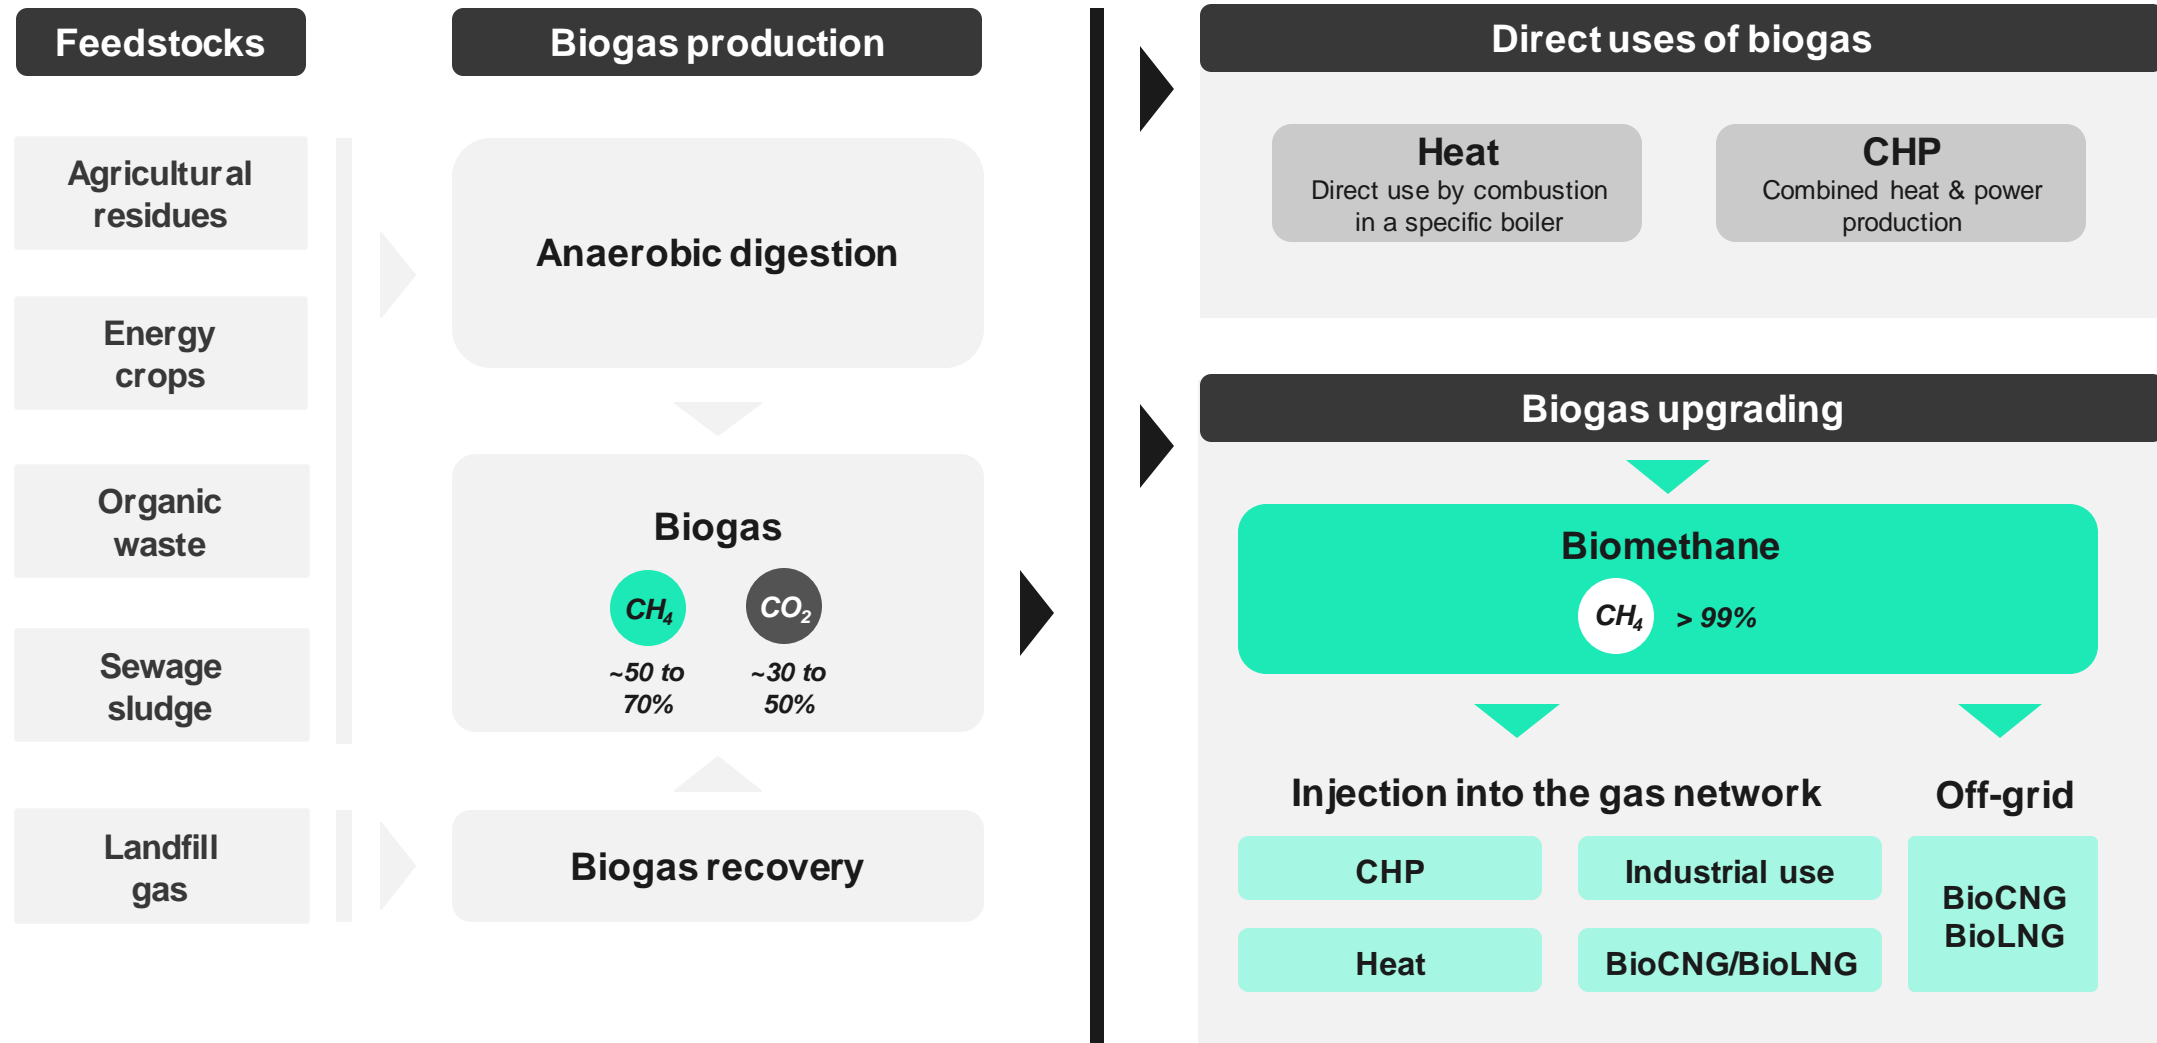 Feedstocks
Agricultural
residues
Energy
crops
Organic
waste
Sewage
sludge
Landfill
gas
Biogas production
Anaerobic digestion
Biogas
CH₄
CO₂
~50 to
70%
~30 to
50%
Biogas recovery
Direct uses of biogas
Heat
Direct use by combustion
in a specific boiler
CHP
Combined heat & power
production
Biogas upgrading
Biomethane
CH₄ > 99%
Injection into the gas network
CHP
Industrial use
Heat
BioCNG/BioLNG
Off-grid
BioCNG
BioLNG